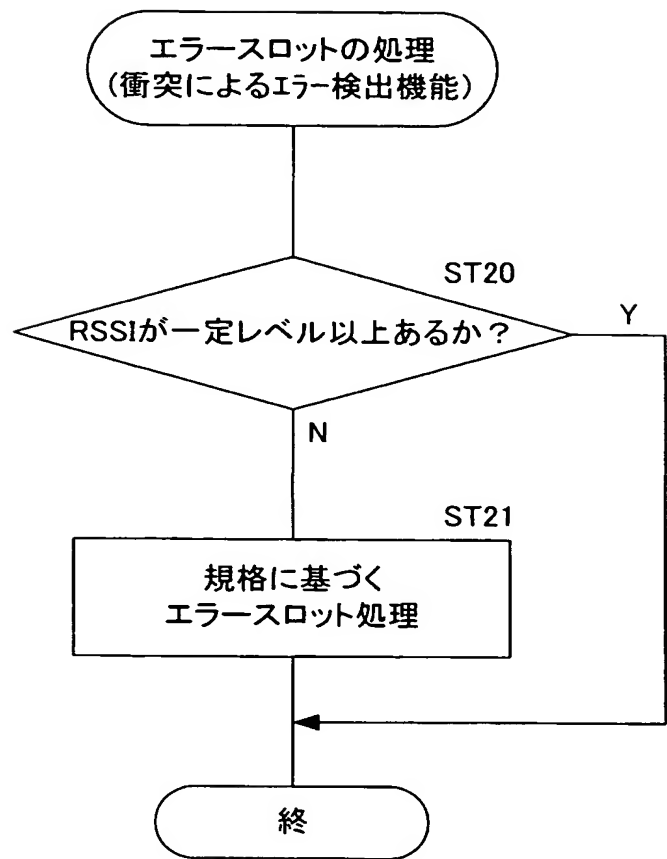 エラースロットの処理
(衝突によるエラー検出機能)
ST20
RSSIが一定レベル以上あるか？
Y
N
ST21
規格に基づく
エラースロット処理
終